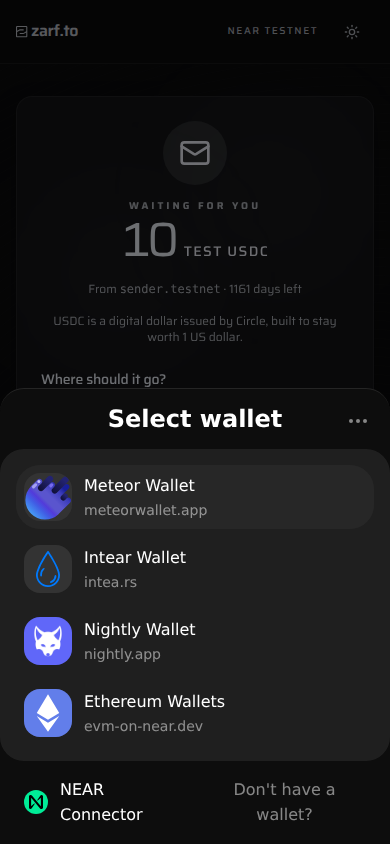 zarf.to
NEAR TESTNET
WAITING FOR YOU
10 TEST USDC
From sender.testnet · 1161 days left
USDC is a digital dollar issued by Circle, built to stay
worth 1 US dollar.
Where should it go?
Select wallet
Meteor Wallet
meteorwallet.app
Intear Wallet
intea.rs
Nightly Wallet
nightly.app
Ethereum Wallets
evm-on-near.dev
NEAR
Connector
Don't have a
wallet?